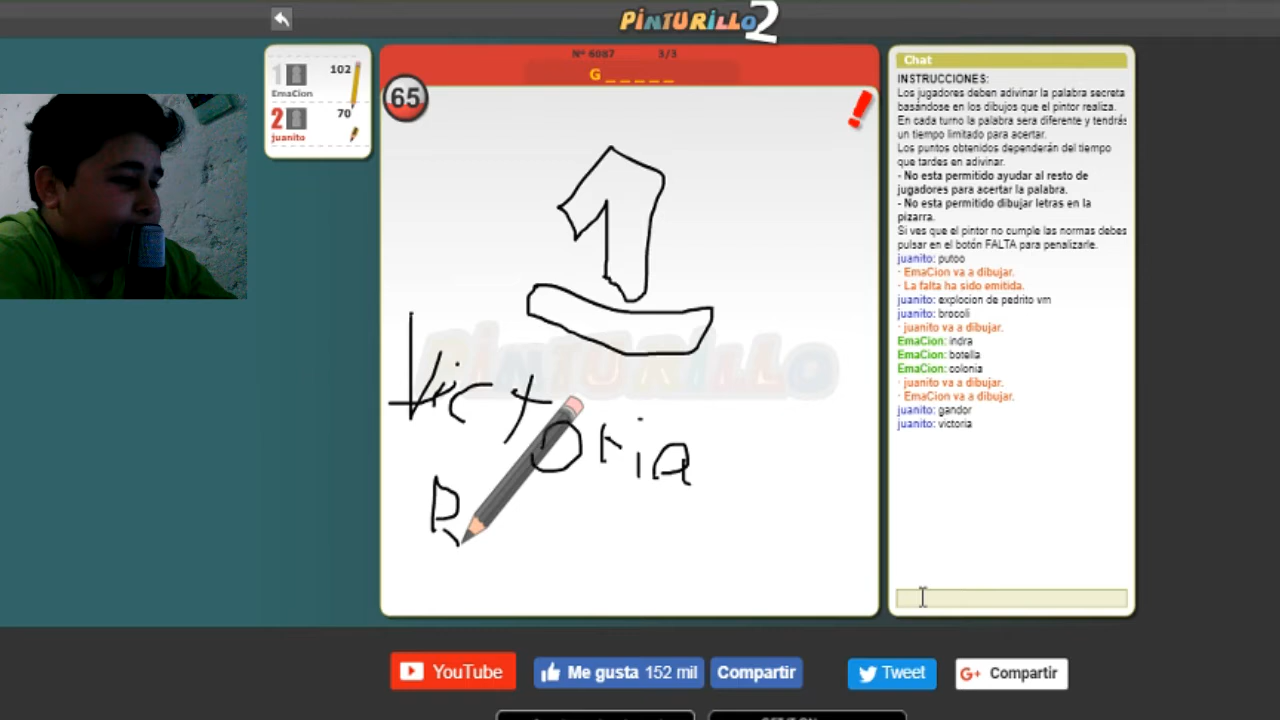 PINTURILLO 2
Nº 6087 3/3
G _ _ _ _ _
65
!
1 102
EmaCion
2 70
juanito
1
Victoria
R
PINTURILLO
Chat
INSTRUCCIONES:
Los jugadores deben adivinar la palabra secreta
basándose en los dibujos que el pintor realiza.
En cada turno la palabra sera diferente y tendrás
un tiempo limitado para acertar.
Los puntos obtenidos dependerán del tiempo
que tardes en adivinar.
- No esta permitido ayudar al resto de
jugadores para acertar la palabra.
- No esta permitido dibujar letras en la
pizarra.
Si ves que el pintor no cumple las normas debes
pulsar en el botón FALTA para penalizarle.
juanito: putoo
· EmaCion va a dibujar.
· La falta ha sido emitida.
juanito: explocion de pedrito vm
juanito: brocoli
· juanito va a dibujar.
EmaCion: indra
EmaCion: botella
EmaCion: colonia
· juanito va a dibujar.
· EmaCion va a dibujar.
juanito: gandor
juanito: victoria
YouTube
Me gusta 152 mil
Compartir
Tweet
G+ Compartir